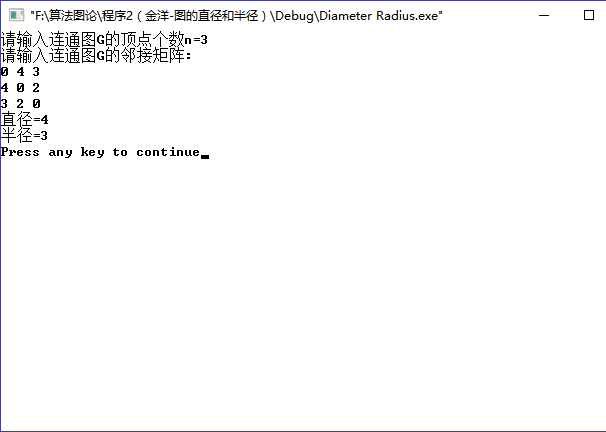 "F:\算法图论\程序2（金洋-图的直径和半径）\Debug\Diameter Radius.exe"
请输入连通图G的顶点个数n=3
请输入连通图G的邻接矩阵：
0 4 3
4 0 2
3 2 0
直径=4
半径=3
Press any key to continue